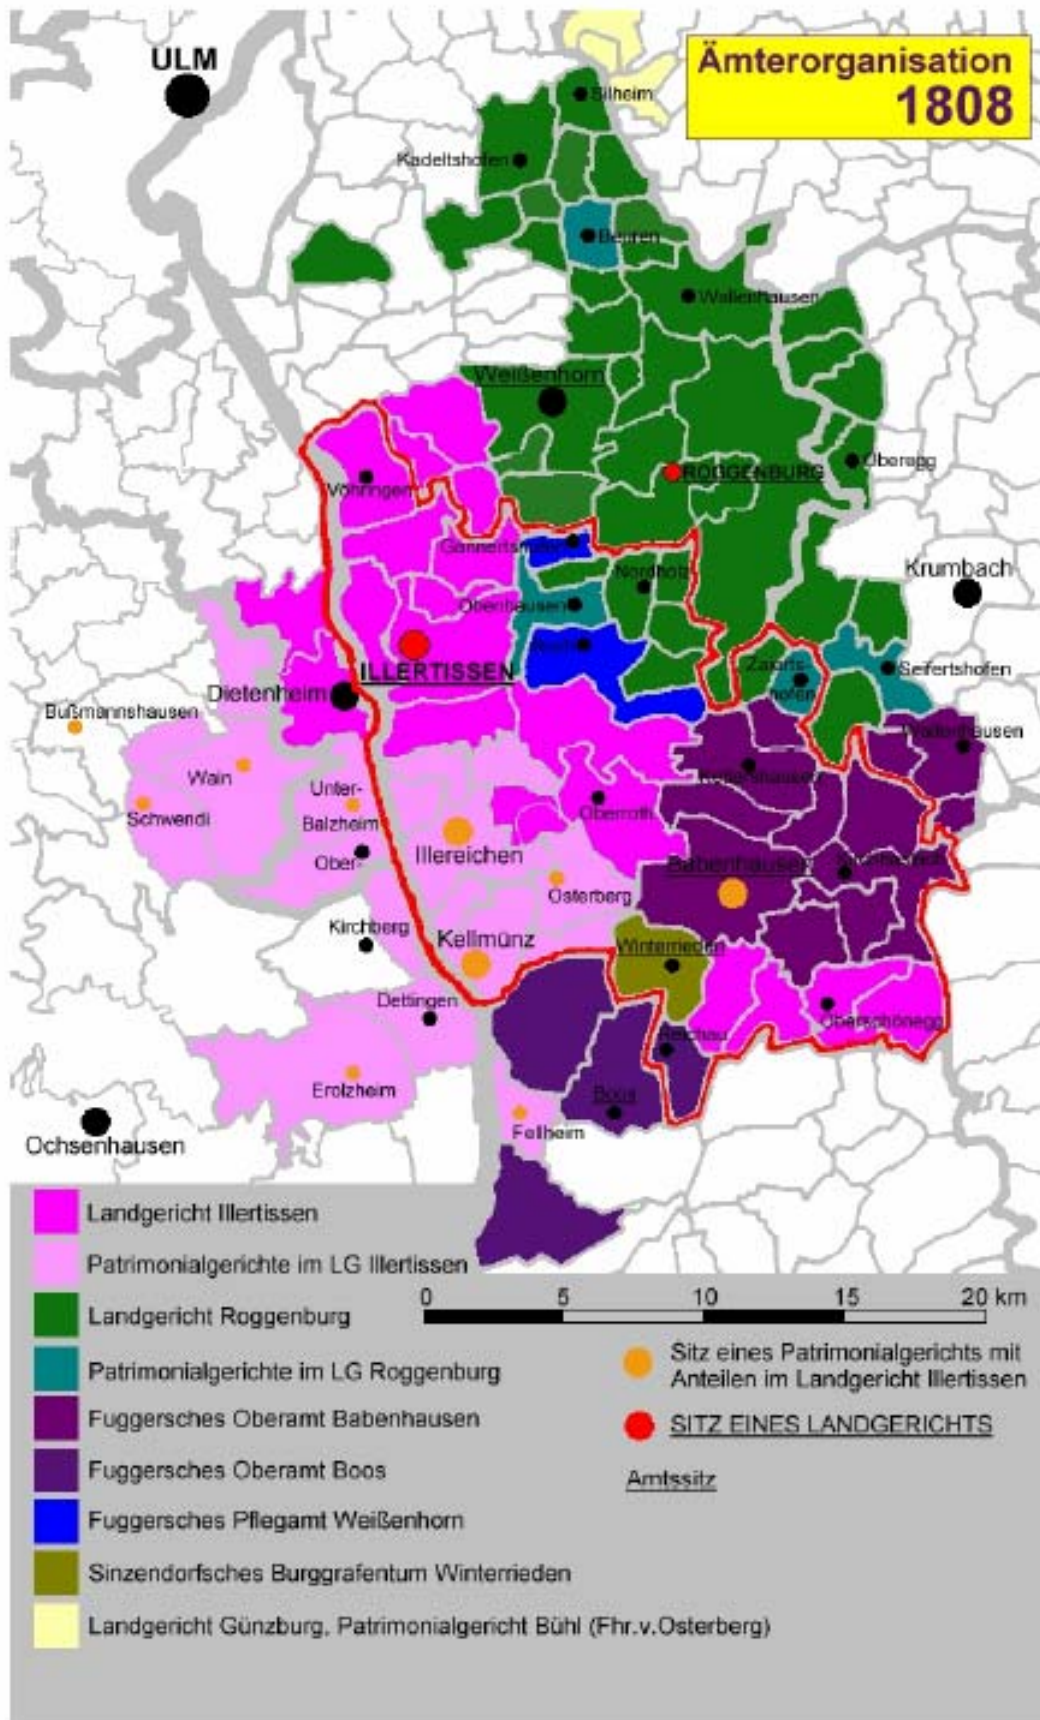 Ämterorganisation
1808
ULM
Silheim
Kadeltshofen
Beuren
Wallenhausen
Weißenhorn
Oberegg
ROGGENBURG
Vöhringen
Krumbach
Nordholz
Obenhausen
Zaierts-
hofen
Seifertshofen
ILLERTISSEN
Dietenheim
Bußmannshausen
Wain
Unter-
Schwendi
Balzheim
Oberroth
Ober-
Illereichen
Babenhausen
Osterberg
Kirchberg
Kellmünz
Winterrieden
Dettingen
Oberschönegg
Reichau
Erolzheim
Boos
Ochsenhausen
Fellheim
Landgericht Illertissen
Patrimonialgerichte im LG Illertissen
Landgericht Roggenburg
Patrimonialgerichte im LG Roggenburg
Fuggersches Oberamt Babenhausen
Fuggersches Oberamt Boos
Fuggersches Pflegamt Weißenhorn
Sinzendorfsches Burggrafentum Winterrieden
Landgericht Günzburg, Patrimonialgericht Bühl (Fhr.v.Osterberg)
0 5 10 15 20 km
Sitz eines Patrimonialgerichts mit
Anteilen im Landgericht Illertissen
SITZ EINES LANDGERICHTS
Amtssitz